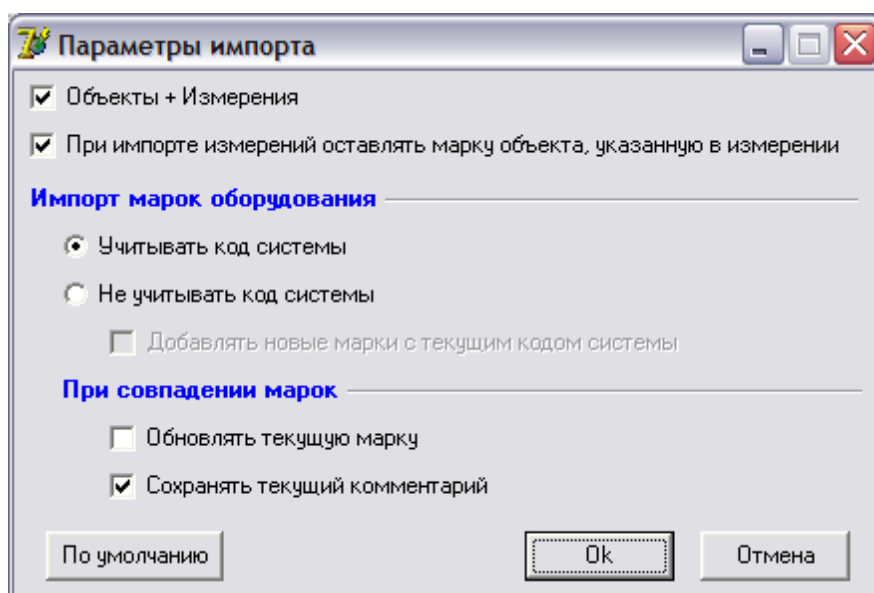 Параметры импорта
Объекты + Измерения
При импорте измерений оставлять марку объекта, указанную в измерении
Импорт марок оборудования
Учитывать код системы
Не учитывать код системы
Добавлять новые марки с текущим кодом системы
При совпадении марок
Обновлять текущую марку
Сохранять текущий комментарий
По умолчанию Ok Отмена